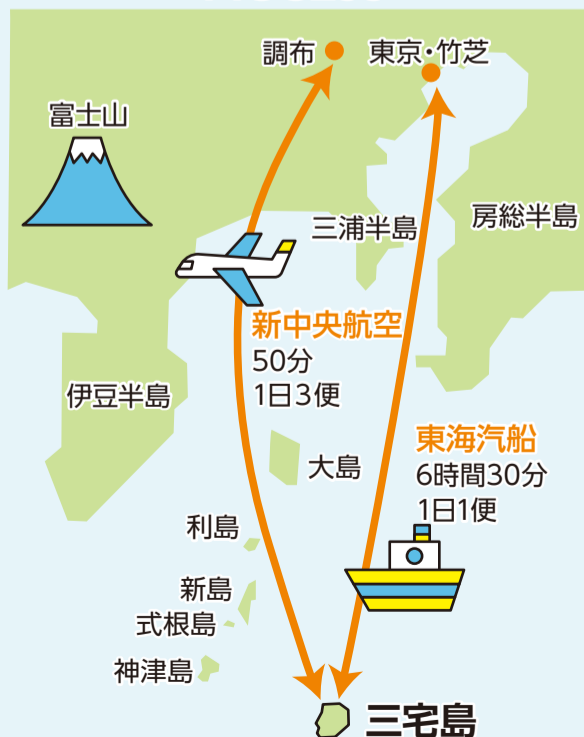 調布
東京・竹芝
富士山
三浦半島
房総半島
新中央航空
50分
1日3便
伊豆半島
東海汽船
6時間30分
1日1便
大島
利島
新島
式根島
神津島
三宅島